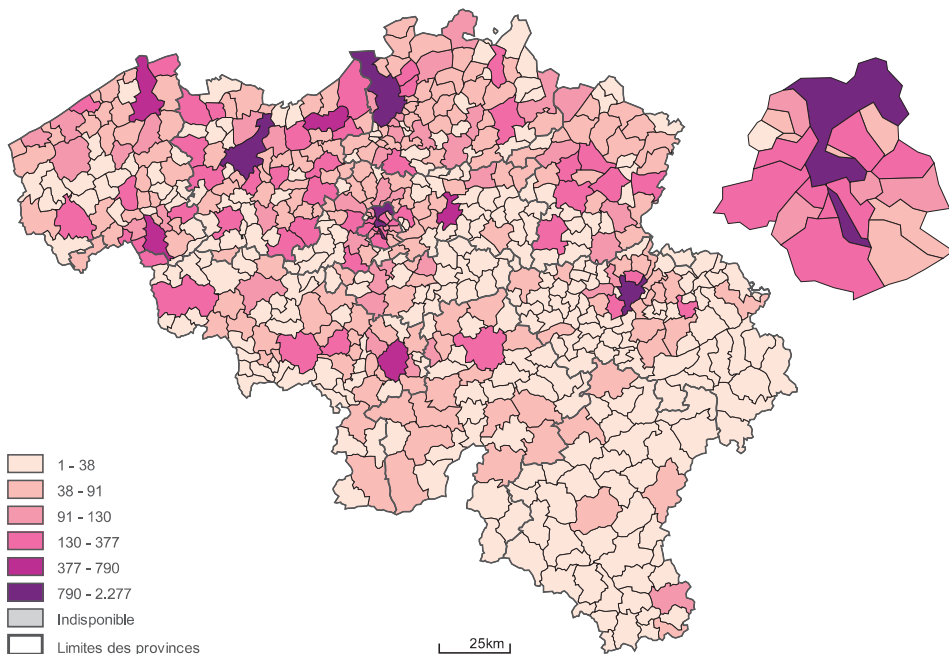 1 - 38
38 - 91
91 - 130
130 - 377
377 - 790
790 - 2.277
Indisponible
Limites des provinces
25km